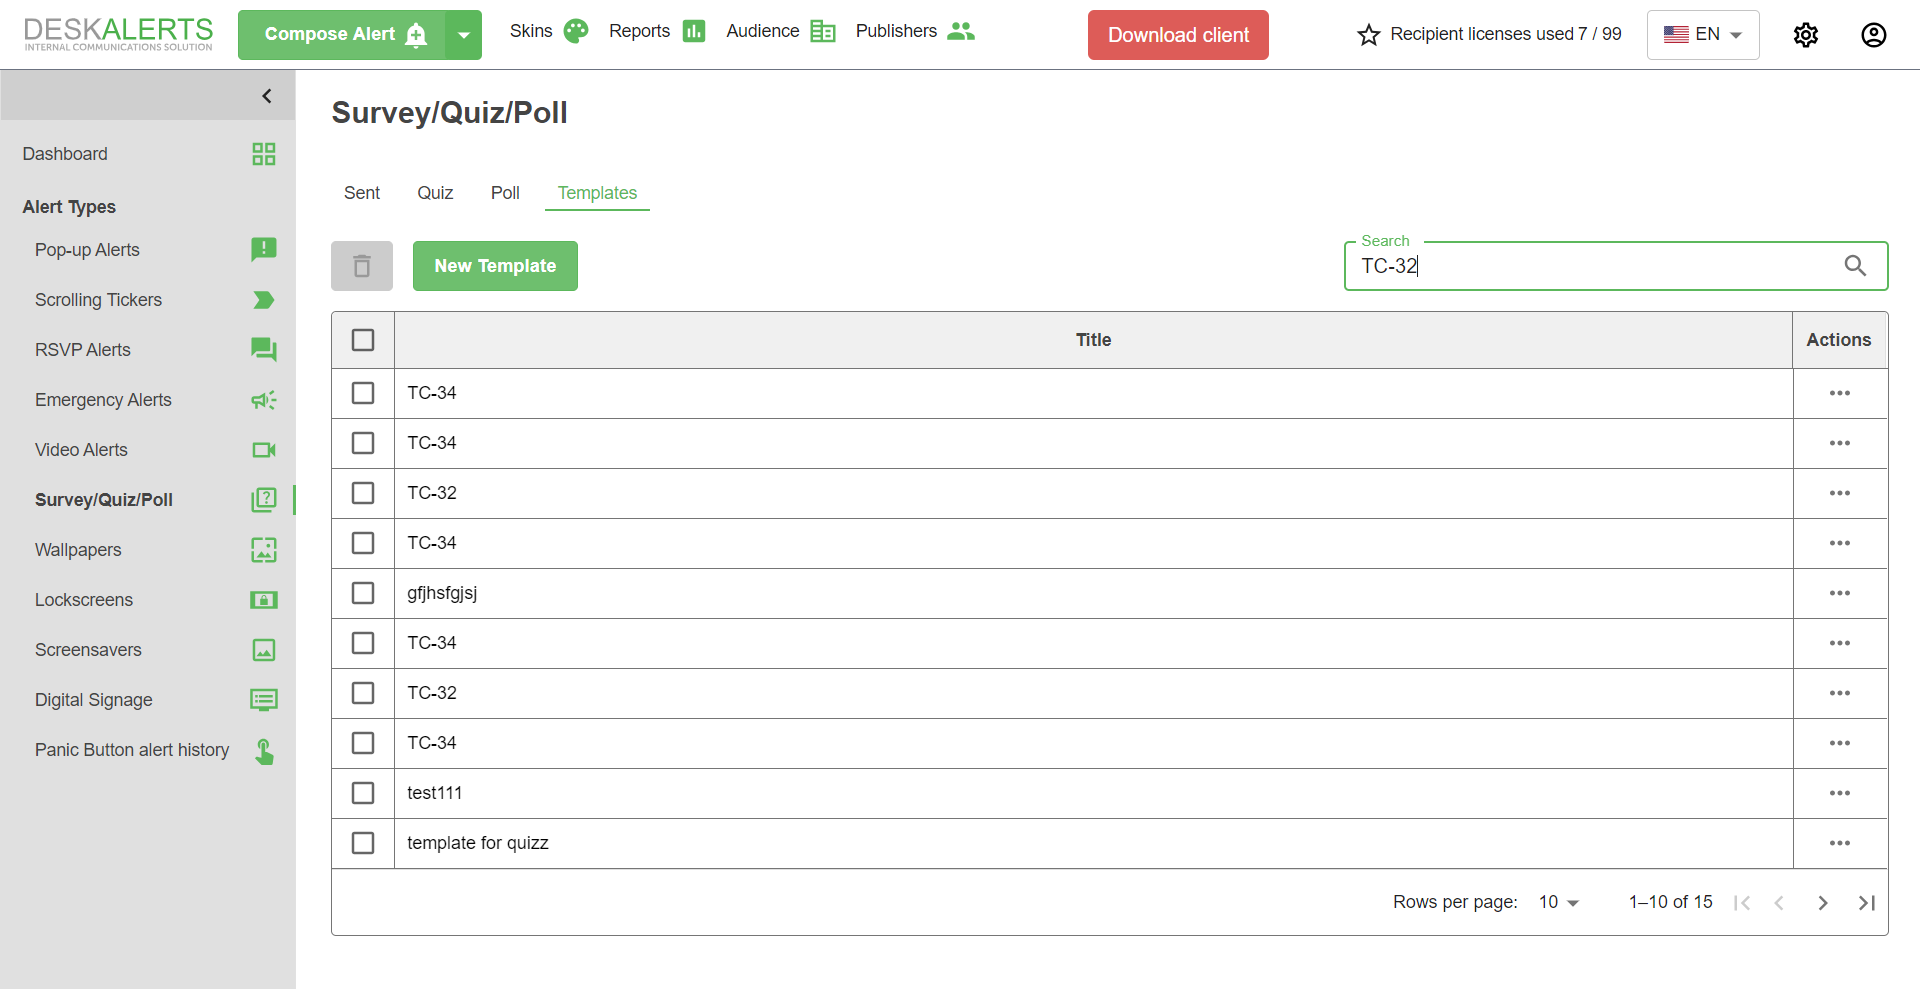 DESKALERTS
INTERNAL COMMUNICATIONS SOLUTION
Compose Alert
Skins
Reports
Audience
Publishers
Download client
Recipient licenses used 7 / 99
EN
Dashboard
Alert Types
Pop-up Alerts
Scrolling Tickers
RSVP Alerts
Emergency Alerts
Video Alerts
Survey/Quiz/Poll
Wallpapers
Lockscreens
Screensavers
Digital Signage
Panic Button alert history
Survey/Quiz/Poll
Sent
Quiz
Poll
Templates
New Template
Search
TC-32
Title
Actions
TC-34
TC-34
TC-32
TC-34
gfjhsfgjsj
TC-34
TC-32
TC-34
test111
template for quizz
Rows per page:
10
1–10 of 15